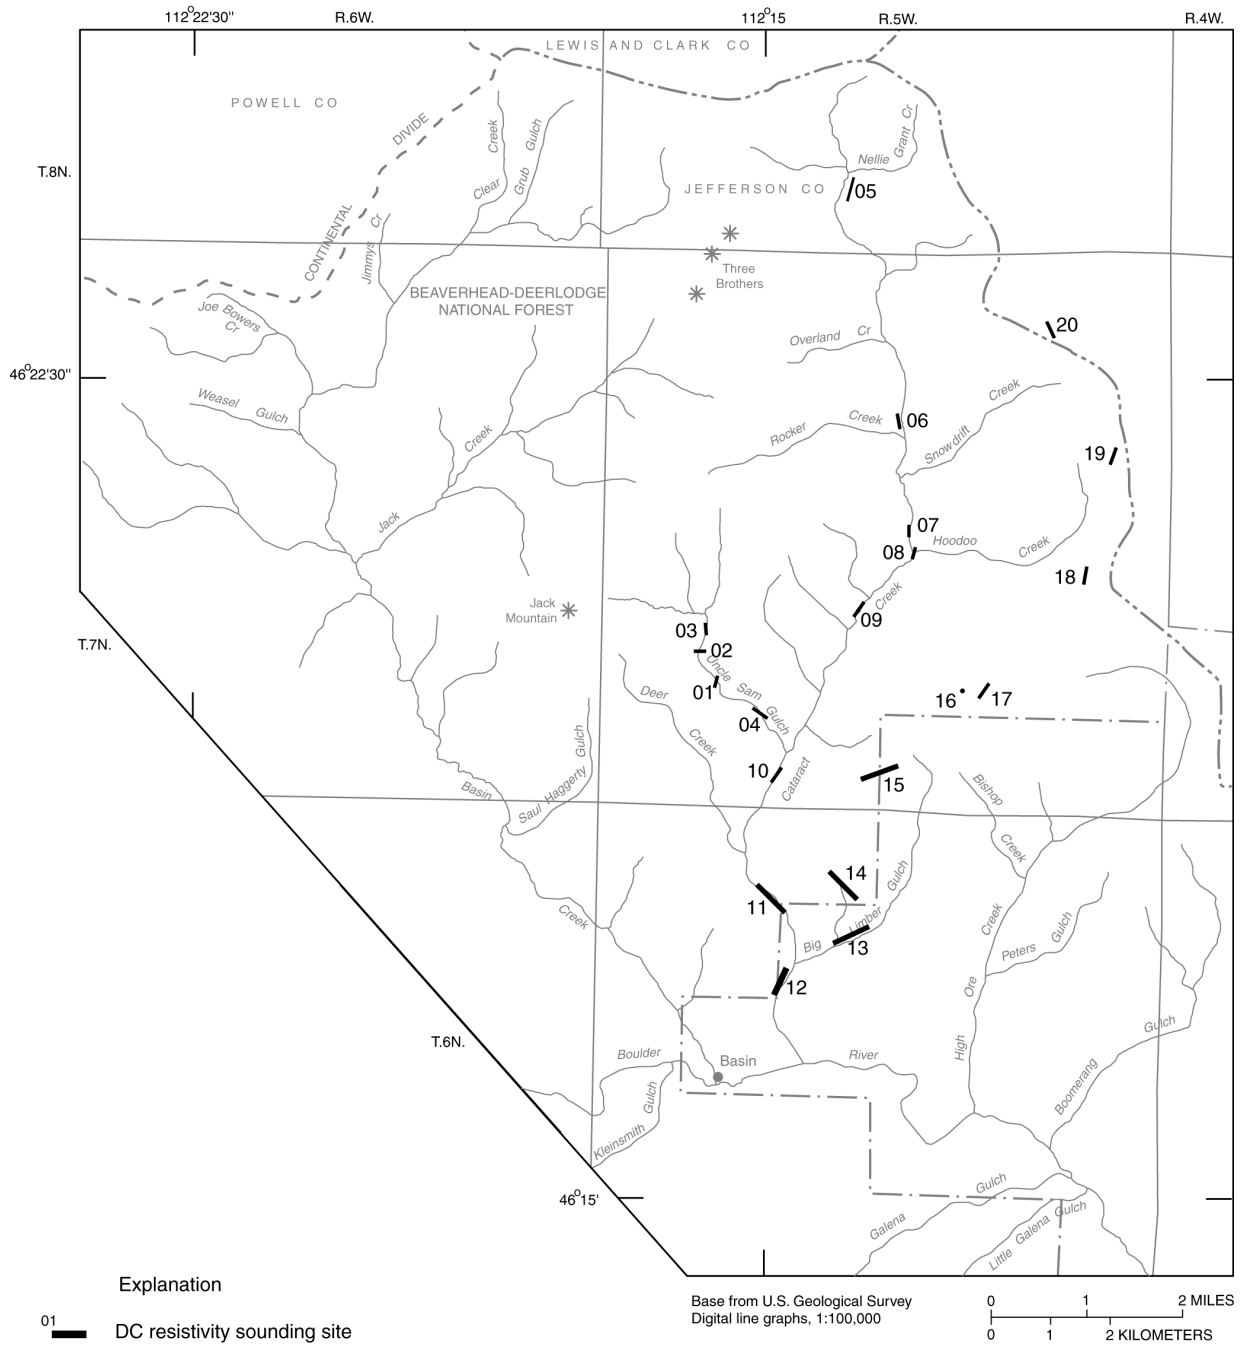 112°22'30"
R.6W.
112°15
R.5W.
R.4W.
LEWIS AND CLARK CO
POWELL CO
DIVIDE
Creek
Gulch
Grant Cr
T.8N.
Nellie
Clear
Grub
JEFFERSON CO
05
CONTINENTAL
Jimmys Cr
Three
Brothers
BEAVERHEAD-DEERLODGE
NATIONAL FOREST
Joe Bowers
Cr
20
Overland Cr
46°22'30"
Weasel Gulch
Creek
Rocker Creek
06
Snowdrift
Creek
19
Jack
07
Hoodoo
08
Creek
18
Creek
Jack
Mountain
09
03
T.7N.
02
Uncle Sam Gulch
01
Deer
16
17
04
Creek
Gulch
10
Cataract
15
Basin
Saul Haggerty
Bishop
Creek
14
Gulch
11
Creek
Limber
Creek
Gulch
Big
13
Peters
12
Ore
Gulch
T.6N.
High
Boulder
Basin
River
Boomerang
Gulch
Kleinsmith
46°15'
Gulch
Galena
Little Galena Gulch
Explanation
01
DC resistivity sounding site
Base from U.S. Geological Survey
Digital line graphs, 1:100,000
0 1 2 MILES
0 1 2 KILOMETERS